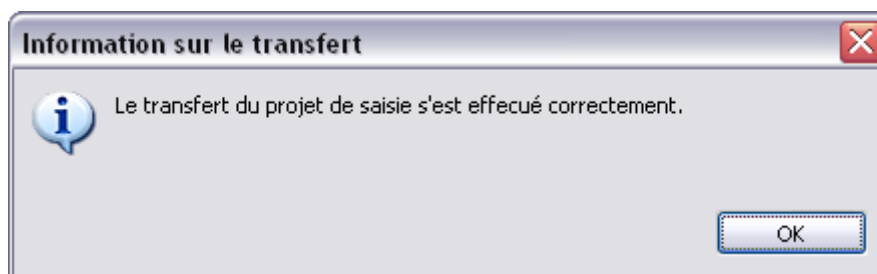 Information sur le transfert
Le transfert du projet de saisie s'est effecué correctement.
OK